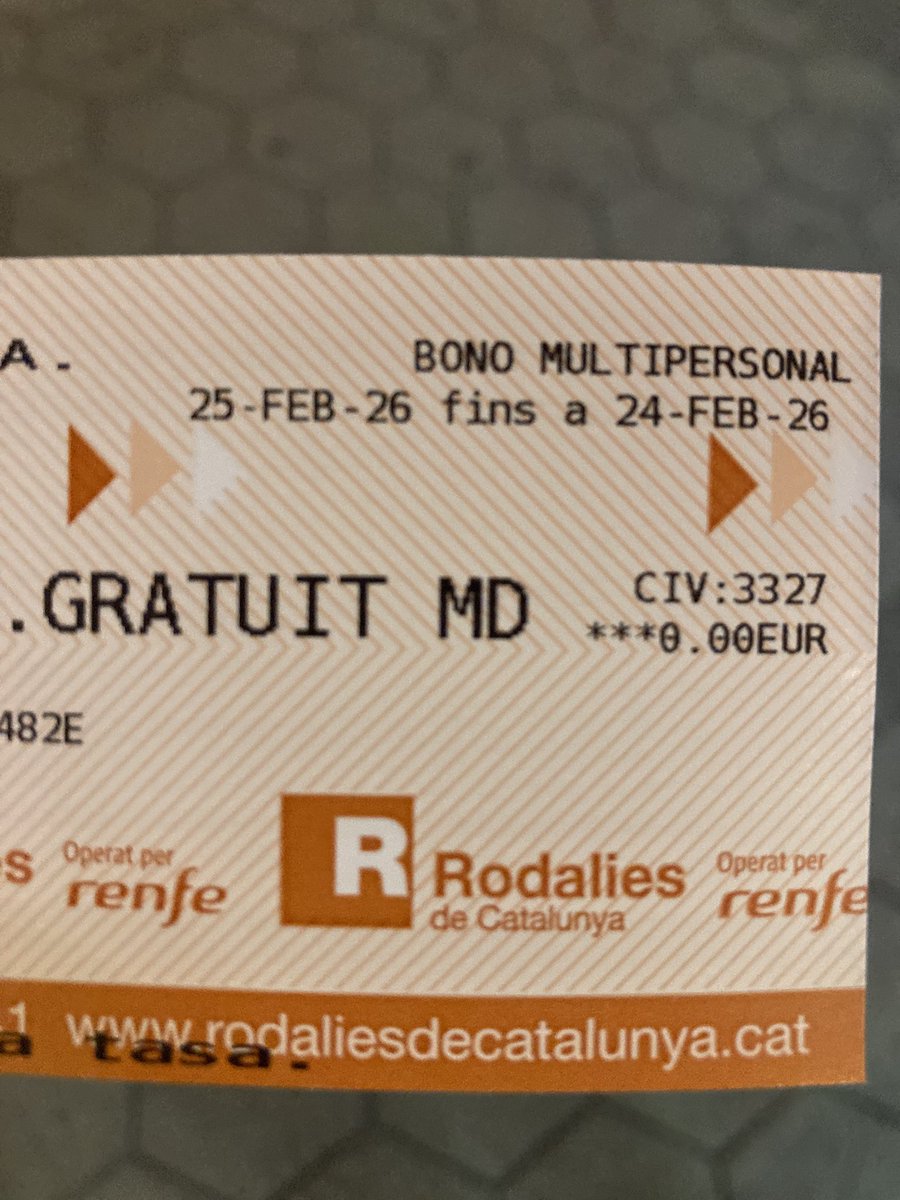 A.
BONO MULTIPERSONAL
25-FEB-26 fins a 24-FEB-26
.GRATUIT MD
CIV:3327
***0.00EUR
482E
s
Operat per
renfe
R
Rodalies
de Catalunya
Operat per
renfe
1 www.rodaliesdecatalunya.cat
a tasa.